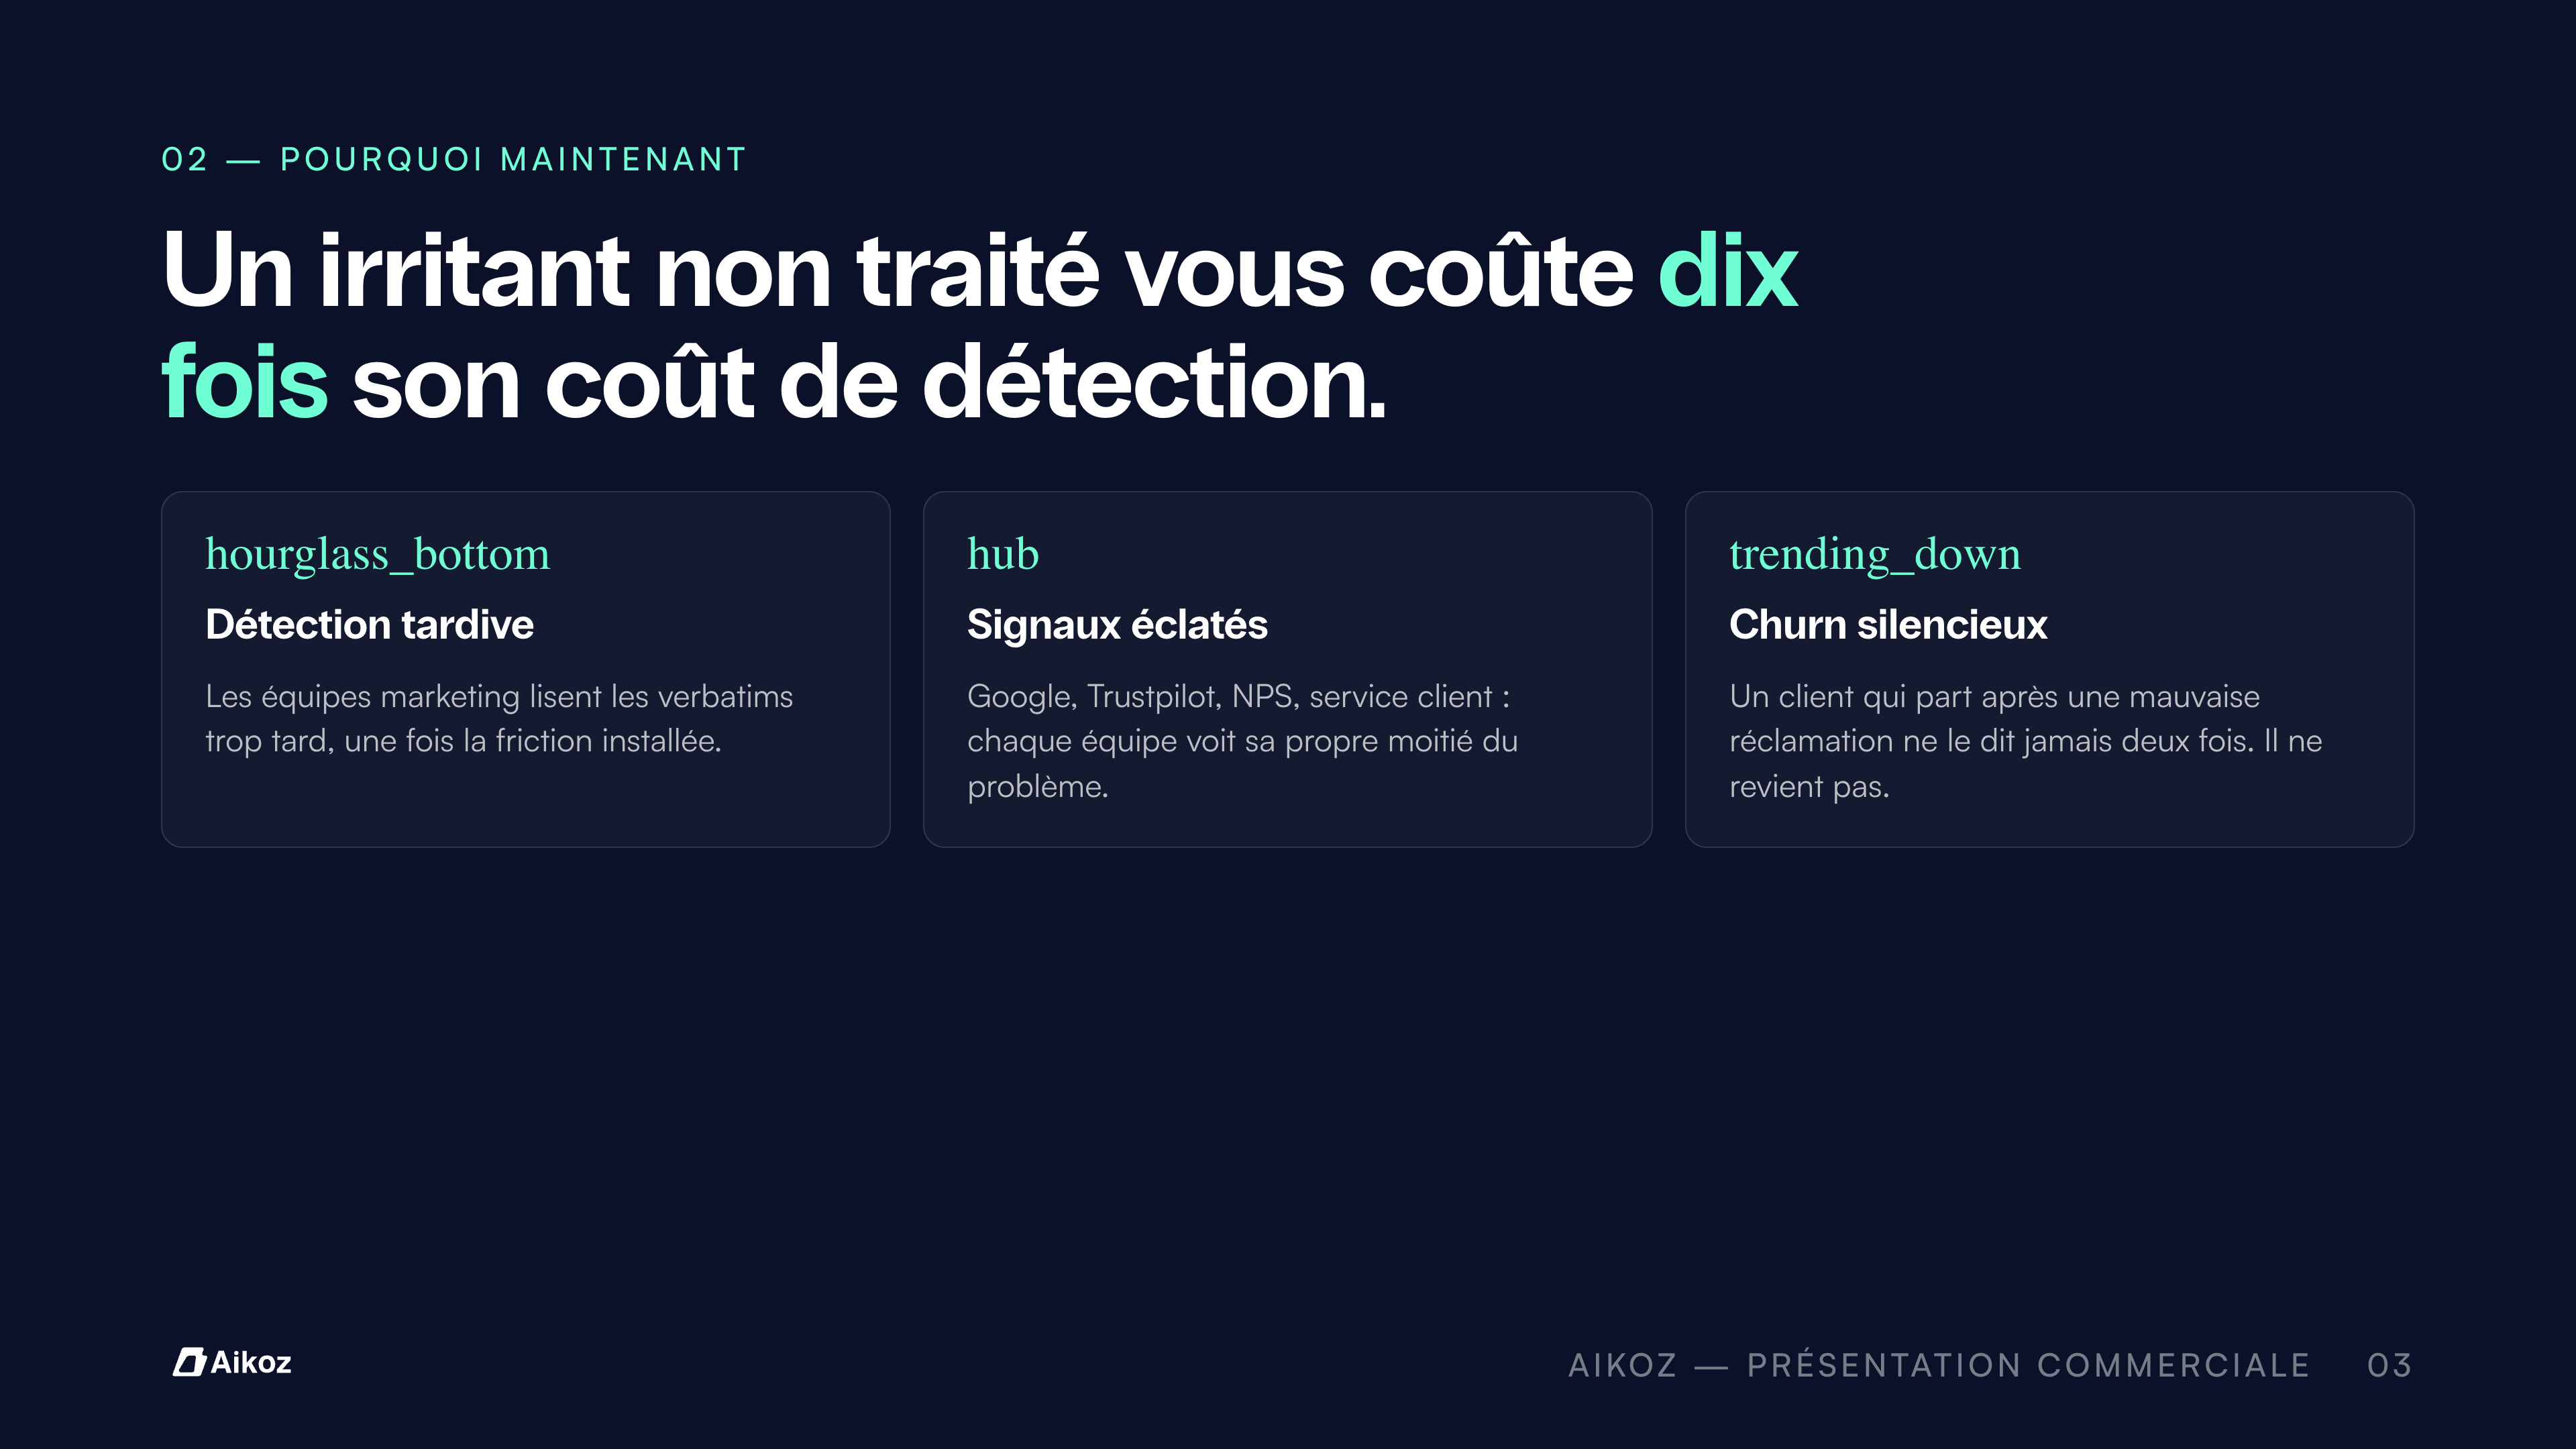 02 — POURQUOI MAINTENANT
Un irritant non traité vous coûte dix
fois son coût de détection.
hourglass_bottom
Détection tardive
Les équipes marketing lisent les verbatims
trop tard, une fois la friction installée.
hub
Signaux éclatés
Google, Trustpilot, NPS, service client :
chaque équipe voit sa propre moitié du
problème.
trending_down
Churn silencieux
Un client qui part après une mauvaise
réclamation ne le dit jamais deux fois. Il ne
revient pas.
Aikoz
AIKOZ — PRÉSENTATION COMMERCIALE 03